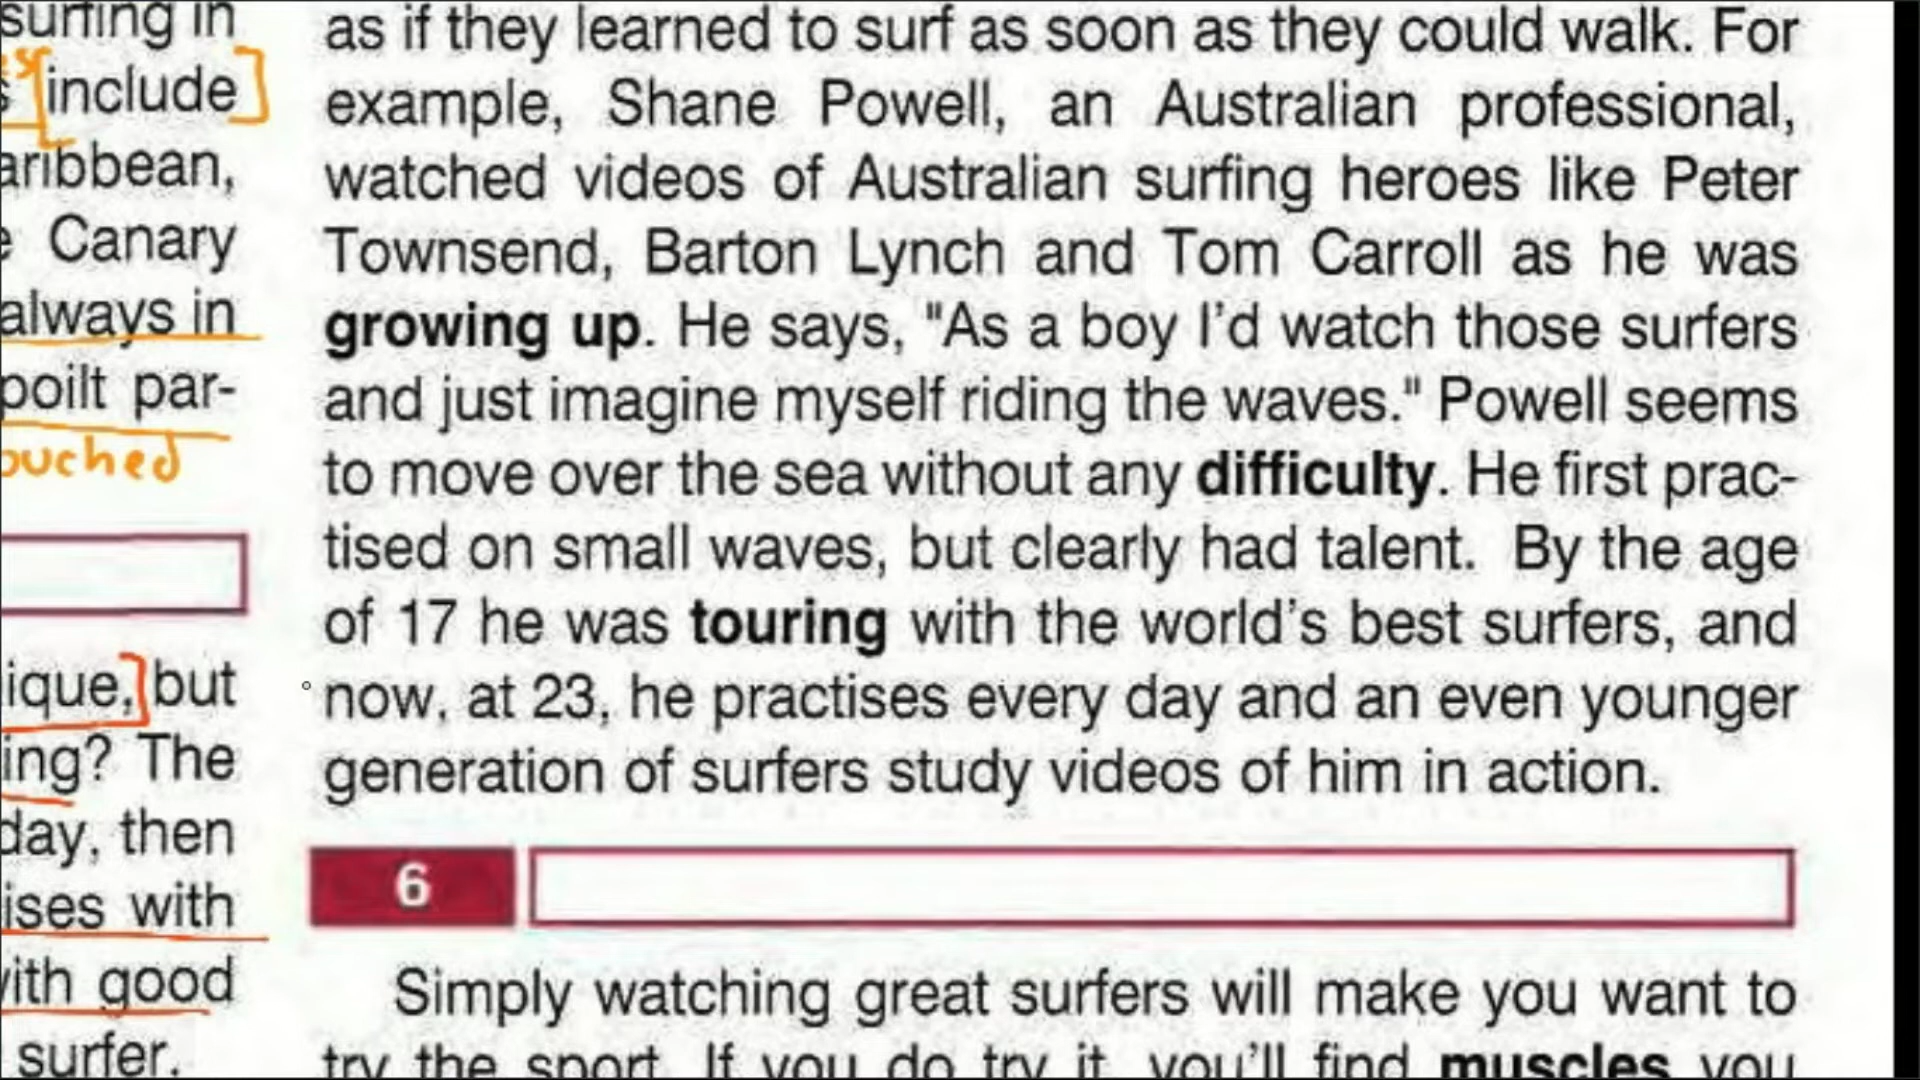 surfing in
include
Canary
always in
par-
but
The
day, then
with
good
surfer.
as if they learned to surf as soon as they could walk. For
example, Shane Powell, an Australian professional,
watched videos of Australian surfing heroes like Peter
Townsend, Barton Lynch and Tom Carroll as he was
growing up. He says, "As a boy I'd watch those surfers
and just imagine myself riding the waves." Powell seems
to move over the sea without any difficulty. He first prac-
tised on small waves, but clearly had talent. By the age
of 17 he was touring with the world's best surfers, and
now, at 23, he practises every day and an even younger
generation of surfers study videos of him in action.
6
Simply watching great surfers will make you want to
try the sport. If you do try it, you'll find muscles you